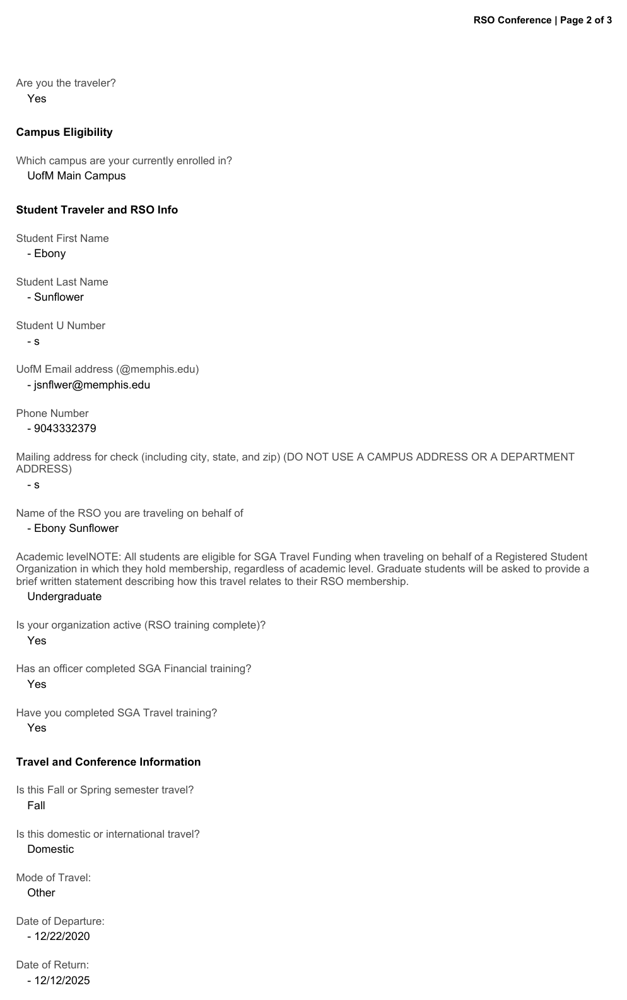 RSO Conference | Page 2 of 3
Are you the traveler?
Yes
Campus Eligibility
Which campus are your currently enrolled in?
UofM Main Campus
Student Traveler and RSO Info
Student First Name
- Ebony
Student Last Name
- Sunflower
Student U Number
- s
UofM Email address (@memphis.edu)
- jsnflwer@memphis.edu
Phone Number
- 9043332379
Mailing address for check (including city, state, and zip) (DO NOT USE A CAMPUS ADDRESS OR A DEPARTMENT
ADDRESS)
- s
Name of the RSO you are traveling on behalf of
- Ebony Sunflower
Academic levelNOTE: All students are eligible for SGA Travel Funding when traveling on behalf of a Registered Student
Organization in which they hold membership, regardless of academic level. Graduate students will be asked to provide a
brief written statement describing how this travel relates to their RSO membership.
Undergraduate
Is your organization active (RSO training complete)?
Yes
Has an officer completed SGA Financial training?
Yes
Have you completed SGA Travel training?
Yes
Travel and Conference Information
Is this Fall or Spring semester travel?
Fall
Is this domestic or international travel?
Domestic
Mode of Travel:
Other
Date of Departure:
- 12/22/2020
Date of Return:
- 12/12/2025